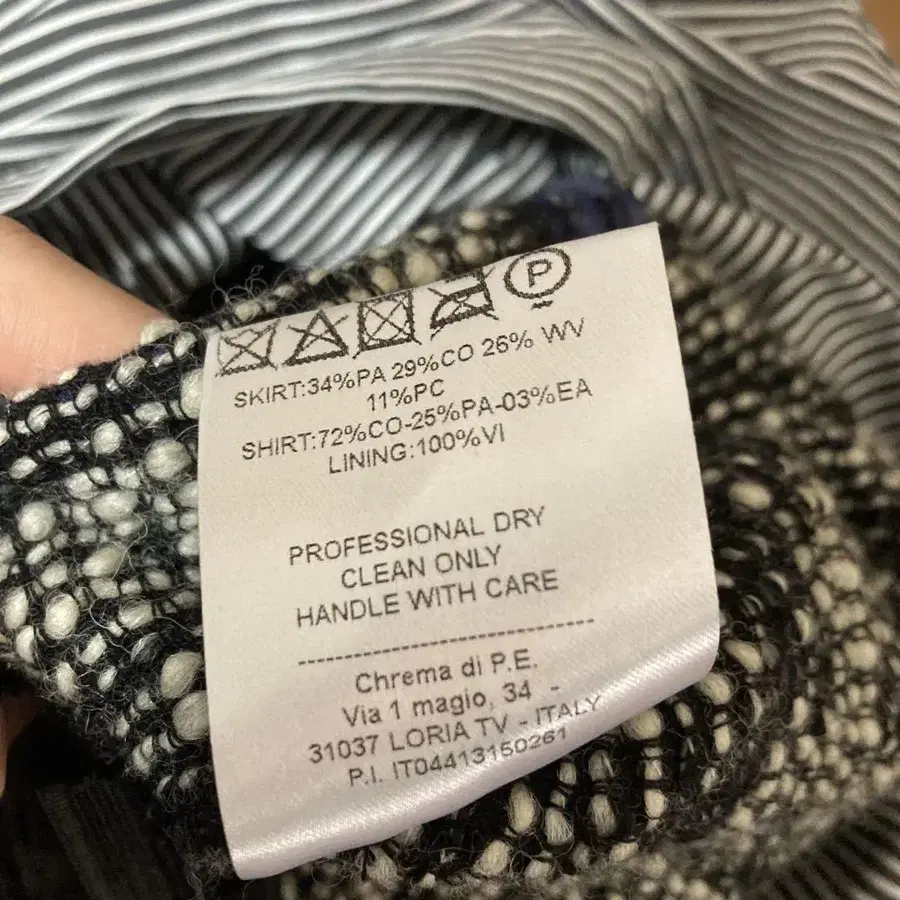 P
SKIRT:34%PA 29%CO 26% WV
11%PC
SHIRT:72%CO-25%PA-03%EA
LINING:100%VI
PROFESSIONAL DRY
CLEAN ONLY
HANDLE WITH CARE
------------------------------
Chrema di P.E.
Via 1 magio, 34 -
31037 LORIA TV - ITALY
P.I. IT04413150261